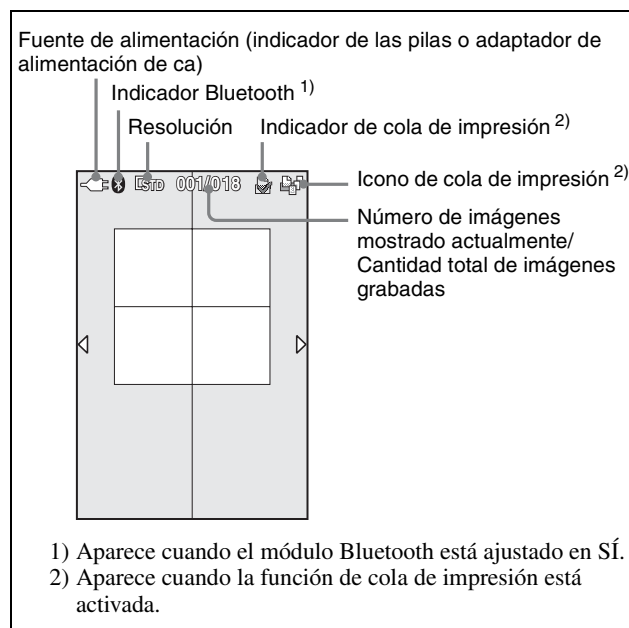 Fuente de alimentación (indicador de las pilas o adaptador de
alimentación de ca)
Indicador Bluetooth 1)
Resolución
Indicador de cola de impresión 2)
STD
001/018
Icono de cola de impresión 2)
Número de imágenes
mostrado actualmente/
Cantidad total de imágenes
grabadas
1) Aparece cuando el módulo Bluetooth está ajustado en SÍ.
2) Aparece cuando la función de cola de impresión está
activada.